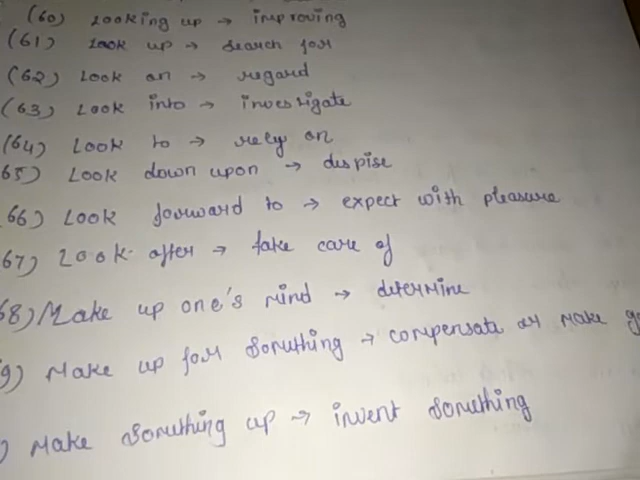 (60) Looking up → improving
(61) Look up → search for
(62) Look on → regard
(63) Look into → investigate
(64) Look to → rely on
65) Look down upon → dispise
66) Look forward to → expect with pleasure
67) Look after → take care of
68) Make up one's mind → determine
9) Make up for something → compensate or make
) Make something up → invent something